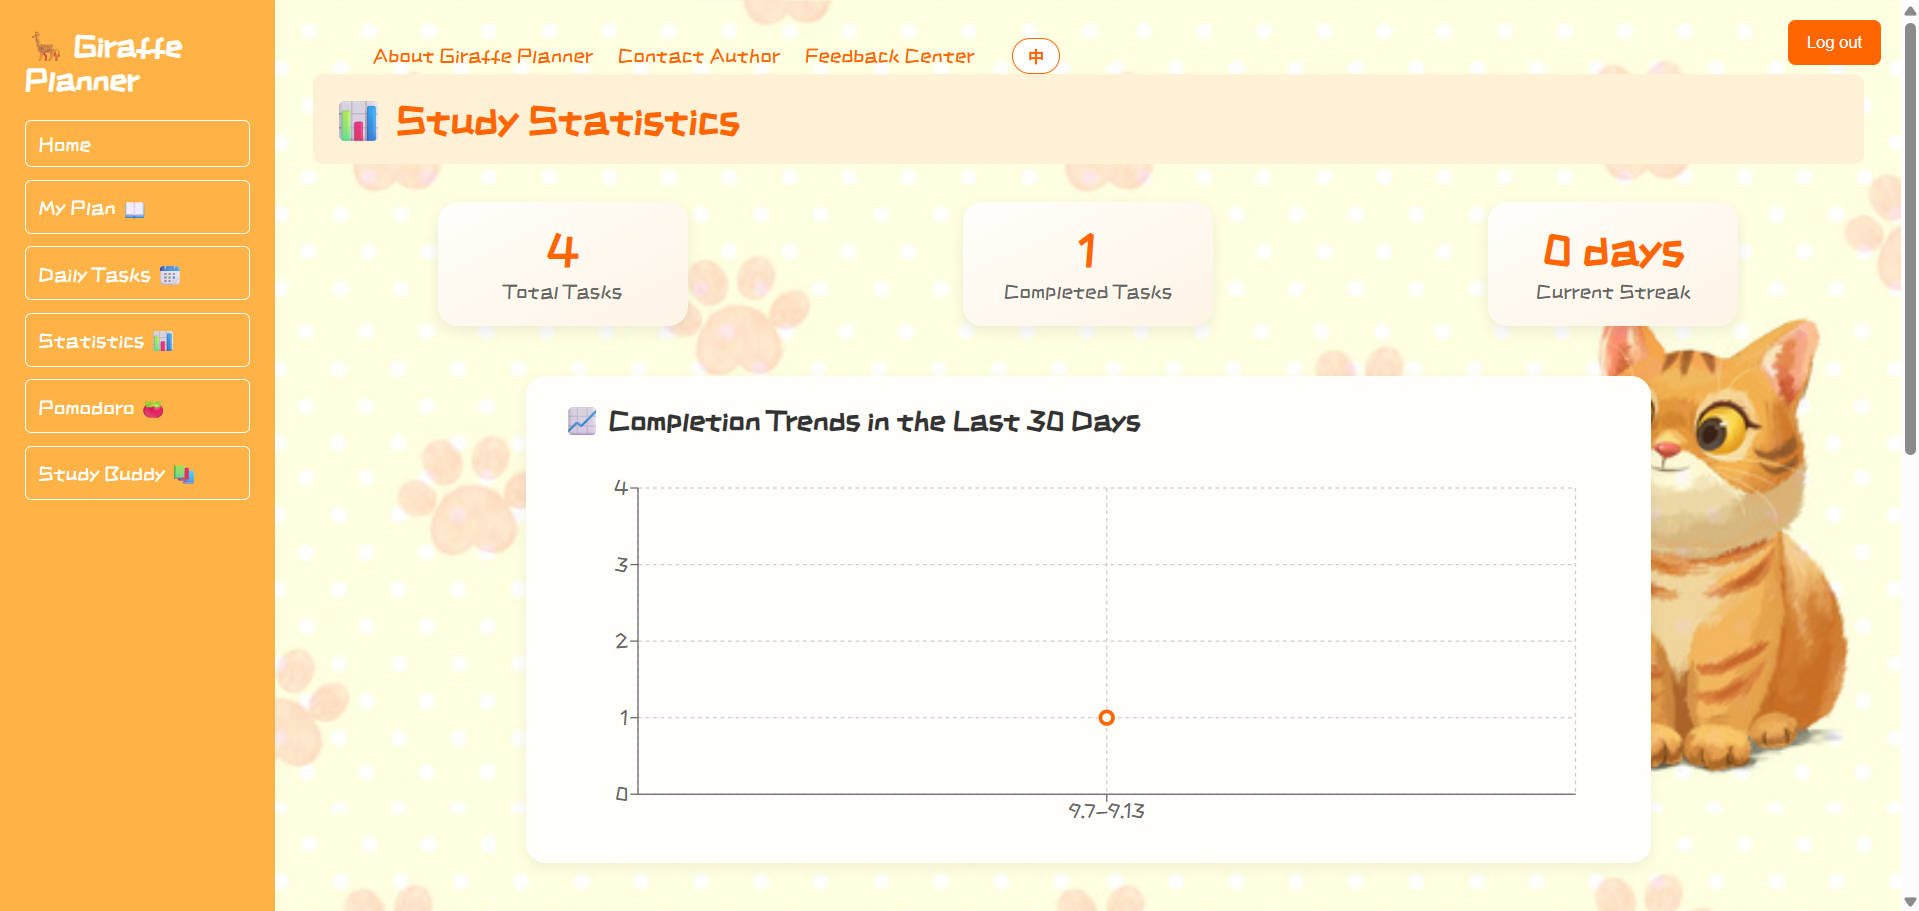 Giraffe
Planner
Home
My Plan
Daily Tasks
Statistics
Pomodoro
Study Buddy
About Giraffe Planner
Contact Author
Feedback Center
中
Log out
Study Statistics
4
Total Tasks
1
Completed Tasks
0 days
Current Streak
Completion Trends in the Last 30 Days
4
3
2
1
0
9.7–9.13